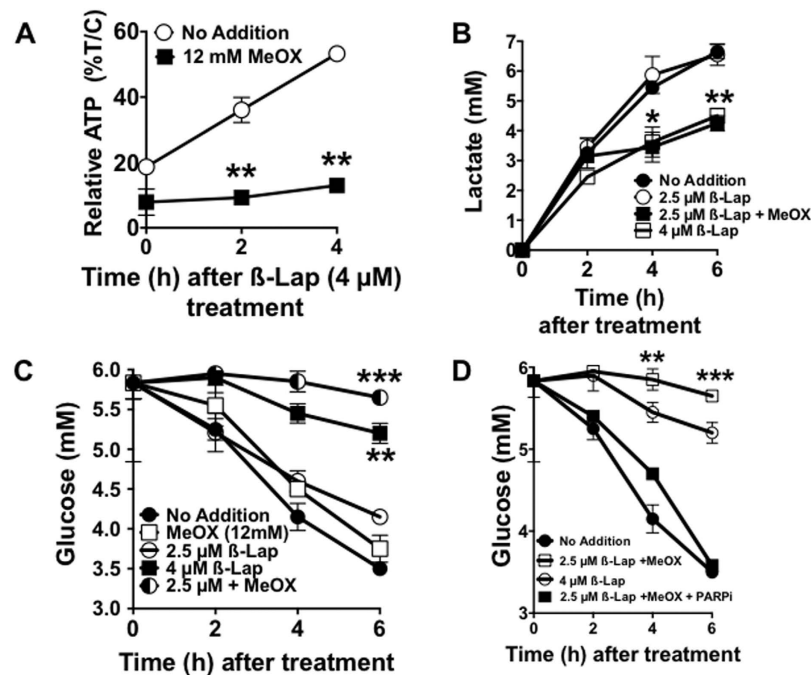 A
No Addition
12 mM MeOX
Relative ATP (%T/C)
60
40
20
0
**
**
0 2 4
Time (h) after ß-Lap (4 µM)
treatment
B
Lactate (mM)
7
6
5
4
3
2
1
0
*
**
No Addition
2.5 µM ß-Lap
2.5 µM ß-Lap + MeOX
4 µM ß-Lap
0 2 4 6
Time (h)
after treatment
C
Glucose (mM)
6.0
5.5
5.0
4.5
4.0
3.5
3.0
***
**
No Addition
MeOX (12mM)
2.5 µM ß-Lap
4 µM ß-Lap
2.5 µM + MeOX
0 2 4 6
Time (h) after treatment
D
Glucose (mM)
6
5
4
3
**
***
No Addition
2.5 µM ß-Lap +MeOX
4 µM ß-Lap
2.5 µM ß-Lap +MeOX + PARPi
0 2 4 6
Time (h) after treatment